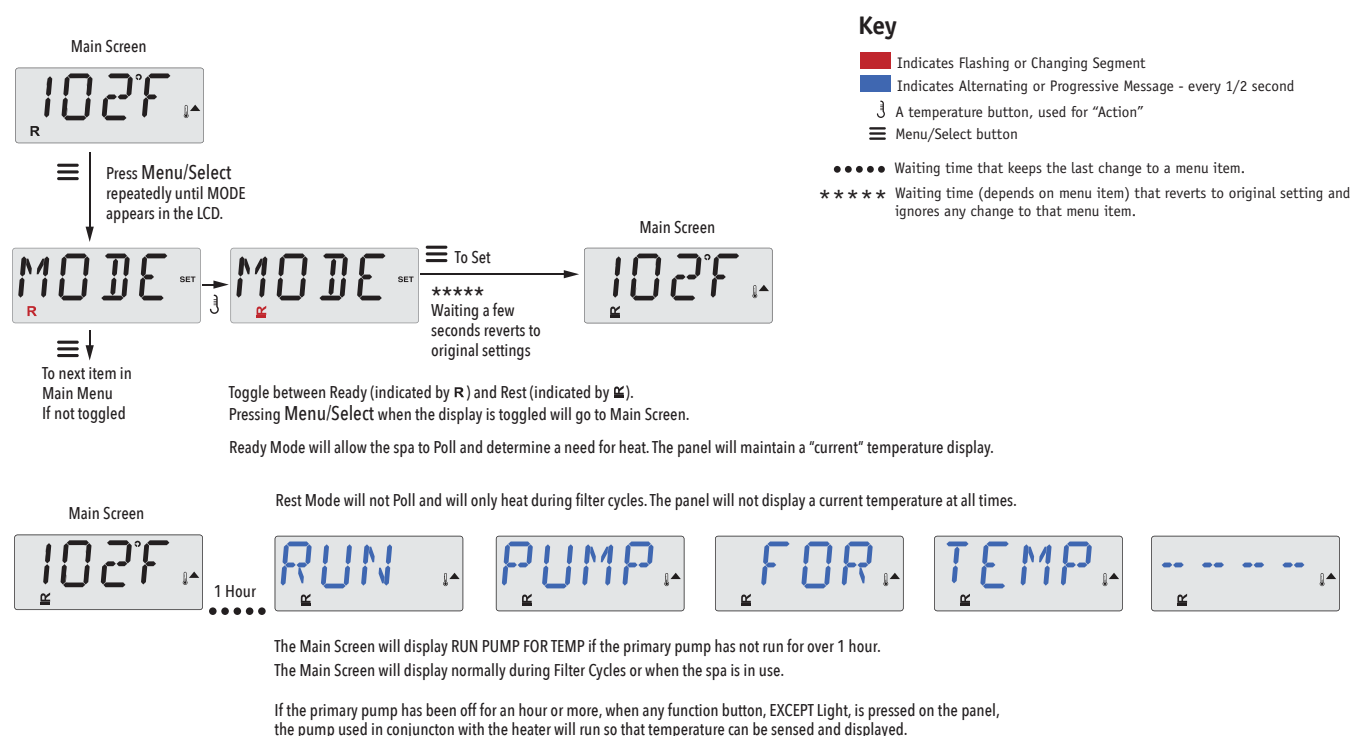 Key
Indicates Flashing or Changing Segment
Indicates Alternating or Progressive Message - every 1/2 second
A temperature button, used for “Action”
Menu/Select button
Waiting time that keeps the last change to a menu item.
***** Waiting time (depends on menu item) that reverts to original setting and
ignores any change to that menu item.
Main Screen
102°F
R
Press Menu/Select
repeatedly until MODE
appears in the LCD.
MODE SET
R
MODE SET
R
To Set
*****
Waiting a few
seconds reverts to
original settings
Main Screen
102°F
R
To next item in
Main Menu
If not toggled
Toggle between Ready (indicated by R) and Rest (indicated by R).
Pressing Menu/Select when the display is toggled will go to Main Screen.
Ready Mode will allow the spa to Poll and determine a need for heat. The panel will maintain a “current” temperature display.
Rest Mode will not Poll and will only heat during filter cycles. The panel will not display a current temperature at all times.
Main Screen
102°F
R
1 Hour
RUN
R
PUMP
R
FOR
R
TEMP
R
-- -- -- --
R
The Main Screen will display RUN PUMP FOR TEMP if the primary pump has not run for over 1 hour.
The Main Screen will display normally during Filter Cycles or when the spa is in use.
If the primary pump has been off for an hour or more, when any function button, EXCEPT Light, is pressed on the panel,
the pump used in conjuncton with the heater will run so that temperature can be sensed and displayed.